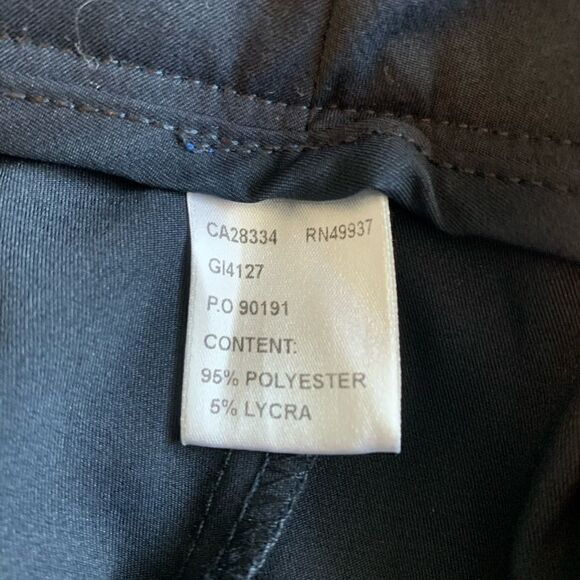 CA28334 RN49937
GI4127
P.O 90191
CONTENT:
95% POLYESTER
5% LYCRA